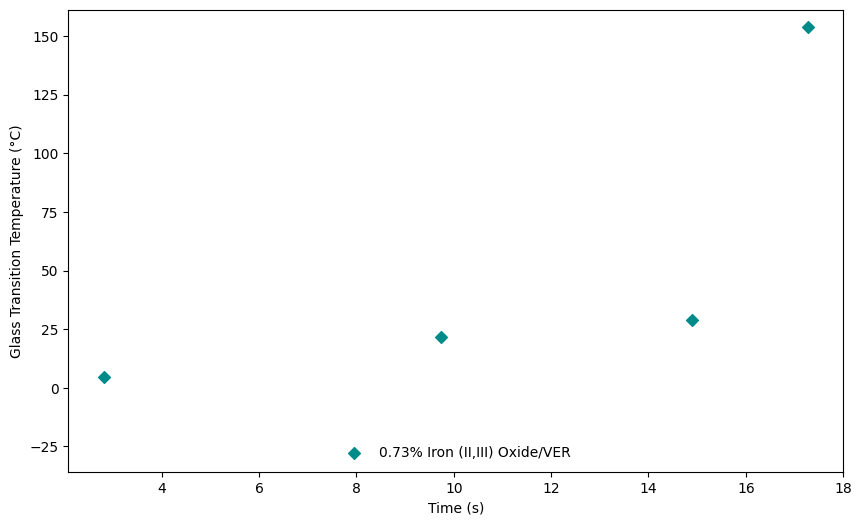 150
125
100
75
50
25
0
−25
Glass Transition Temperature (°C)
0.73% Iron (II,III) Oxide/VER
4 6 8 10 12 14 16 18
Time (s)